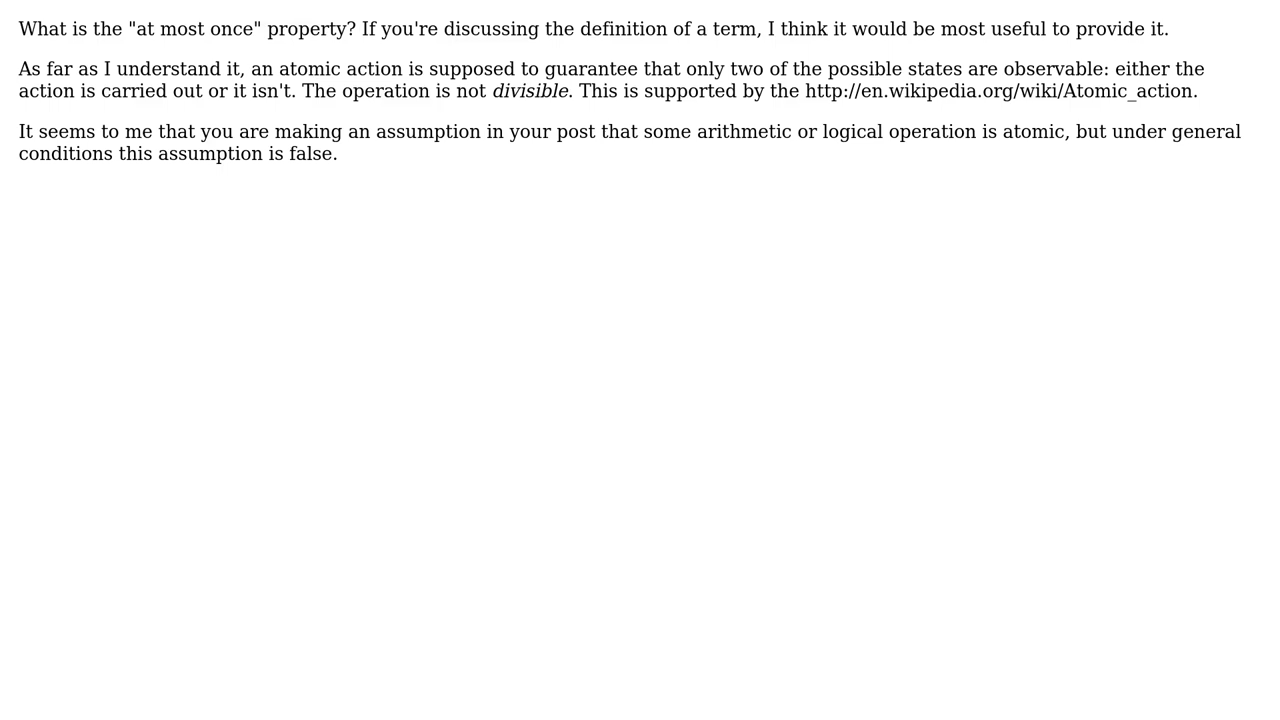 What is the "at most once" property? If you're discussing the definition of a term, I think it would be most useful to provide it.
As far as I understand it, an atomic action is supposed to guarantee that only two of the possible states are observable: either the
action is carried out or it isn't. The operation is not divisible. This is supported by the http://en.wikipedia.org/wiki/Atomic_action.
It seems to me that you are making an assumption in your post that some arithmetic or logical operation is atomic, but under general
conditions this assumption is false.